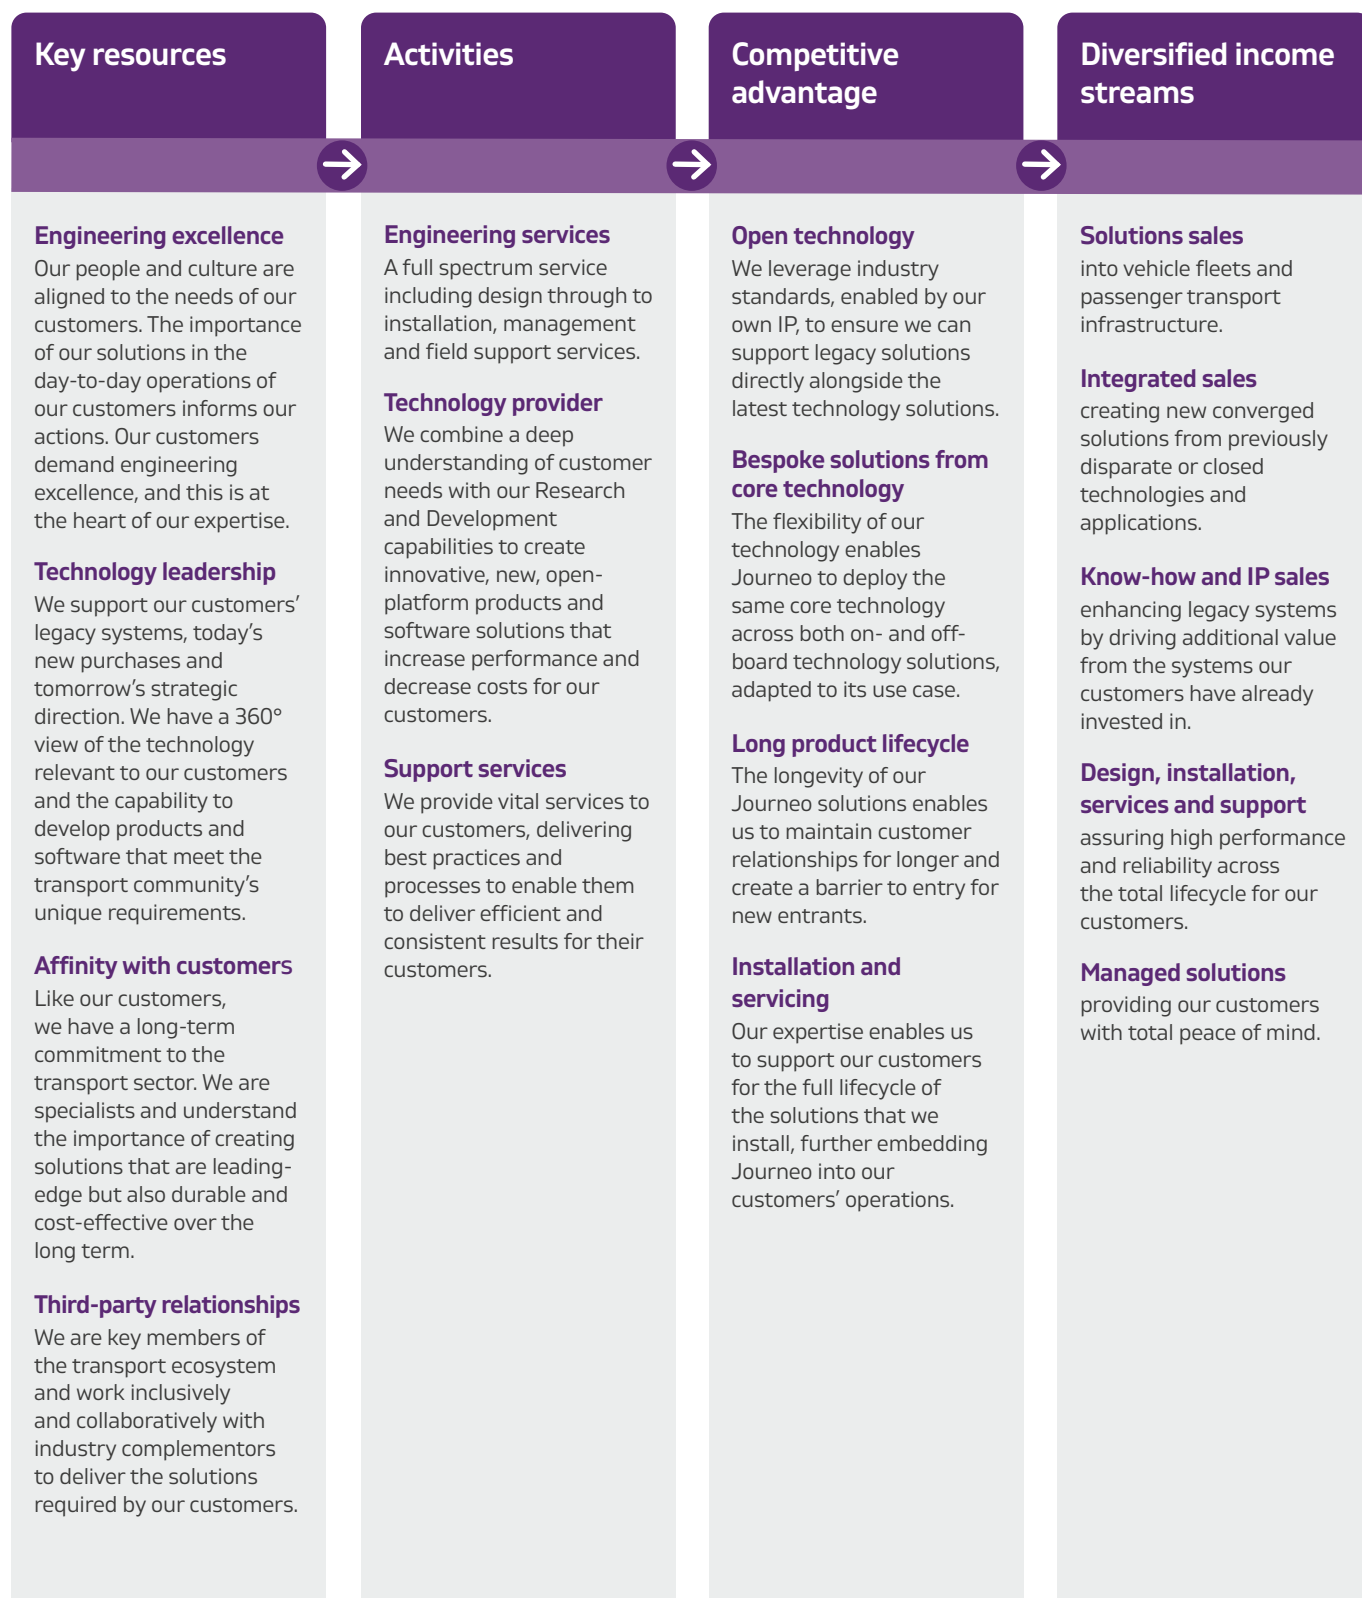 Key resources
Engineering excellence
Our people and culture are
aligned to the needs of our
customers. The importance
of our solutions in the
day-to-day operations of
our customers informs our
actions. Our customers
demand engineering
excellence, and this is at
the heart of our expertise.
Technology leadership
We support our customers’
legacy systems, today’s
new purchases and
tomorrow’s strategic
direction. We have a 360°
view of the technology
relevant to our customers
and the capability to
develop products and
software that meet the
transport community’s
unique requirements.
Affinity with customers
Like our customers,
we have a long-term
commitment to the
transport sector. We are
specialists and understand
the importance of creating
solutions that are leading-
edge but also durable and
cost-effective over the
long term.
Third-party relationships
We are key members of
the transport ecosystem
and work inclusively
and collaboratively with
industry complementors
to deliver the solutions
required by our customers.
Activities
Engineering services
A full spectrum service
including design through to
installation, management
and field support services.
Technology provider
We combine a deep
understanding of customer
needs with our Research
and Development
capabilities to create
innovative, new, open-
platform products and
software solutions that
increase performance and
decrease costs for our
customers.
Support services
We provide vital services to
our customers, delivering
best practices and
processes to enable them
to deliver efficient and
consistent results for their
customers.
Competitive
advantage
Open technology
We leverage industry
standards, enabled by our
own IP, to ensure we can
support legacy solutions
directly alongside the
latest technology solutions.
Bespoke solutions from
core technology
The flexibility of our
technology enables
Journeo to deploy the
same core technology
across both on- and off-
board technology solutions,
adapted to its use case.
Long product lifecycle
The longevity of our
Journeo solutions enables
us to maintain customer
relationships for longer and
create a barrier to entry for
new entrants.
Installation and
servicing
Our expertise enables us
to support our customers
for the full lifecycle of
the solutions that we
install, further embedding
Journeo into our
customers’ operations.
Diversified income
streams
Solutions sales
into vehicle fleets and
passenger transport
infrastructure.
Integrated sales
creating new converged
solutions from previously
disparate or closed
technologies and
applications.
Know-how and IP sales
enhancing legacy systems
by driving additional value
from the systems our
customers have already
invested in.
Design, installation,
services and support
assuring high performance
and reliability across
the total lifecycle for our
customers.
Managed solutions
providing our customers
with total peace of mind.